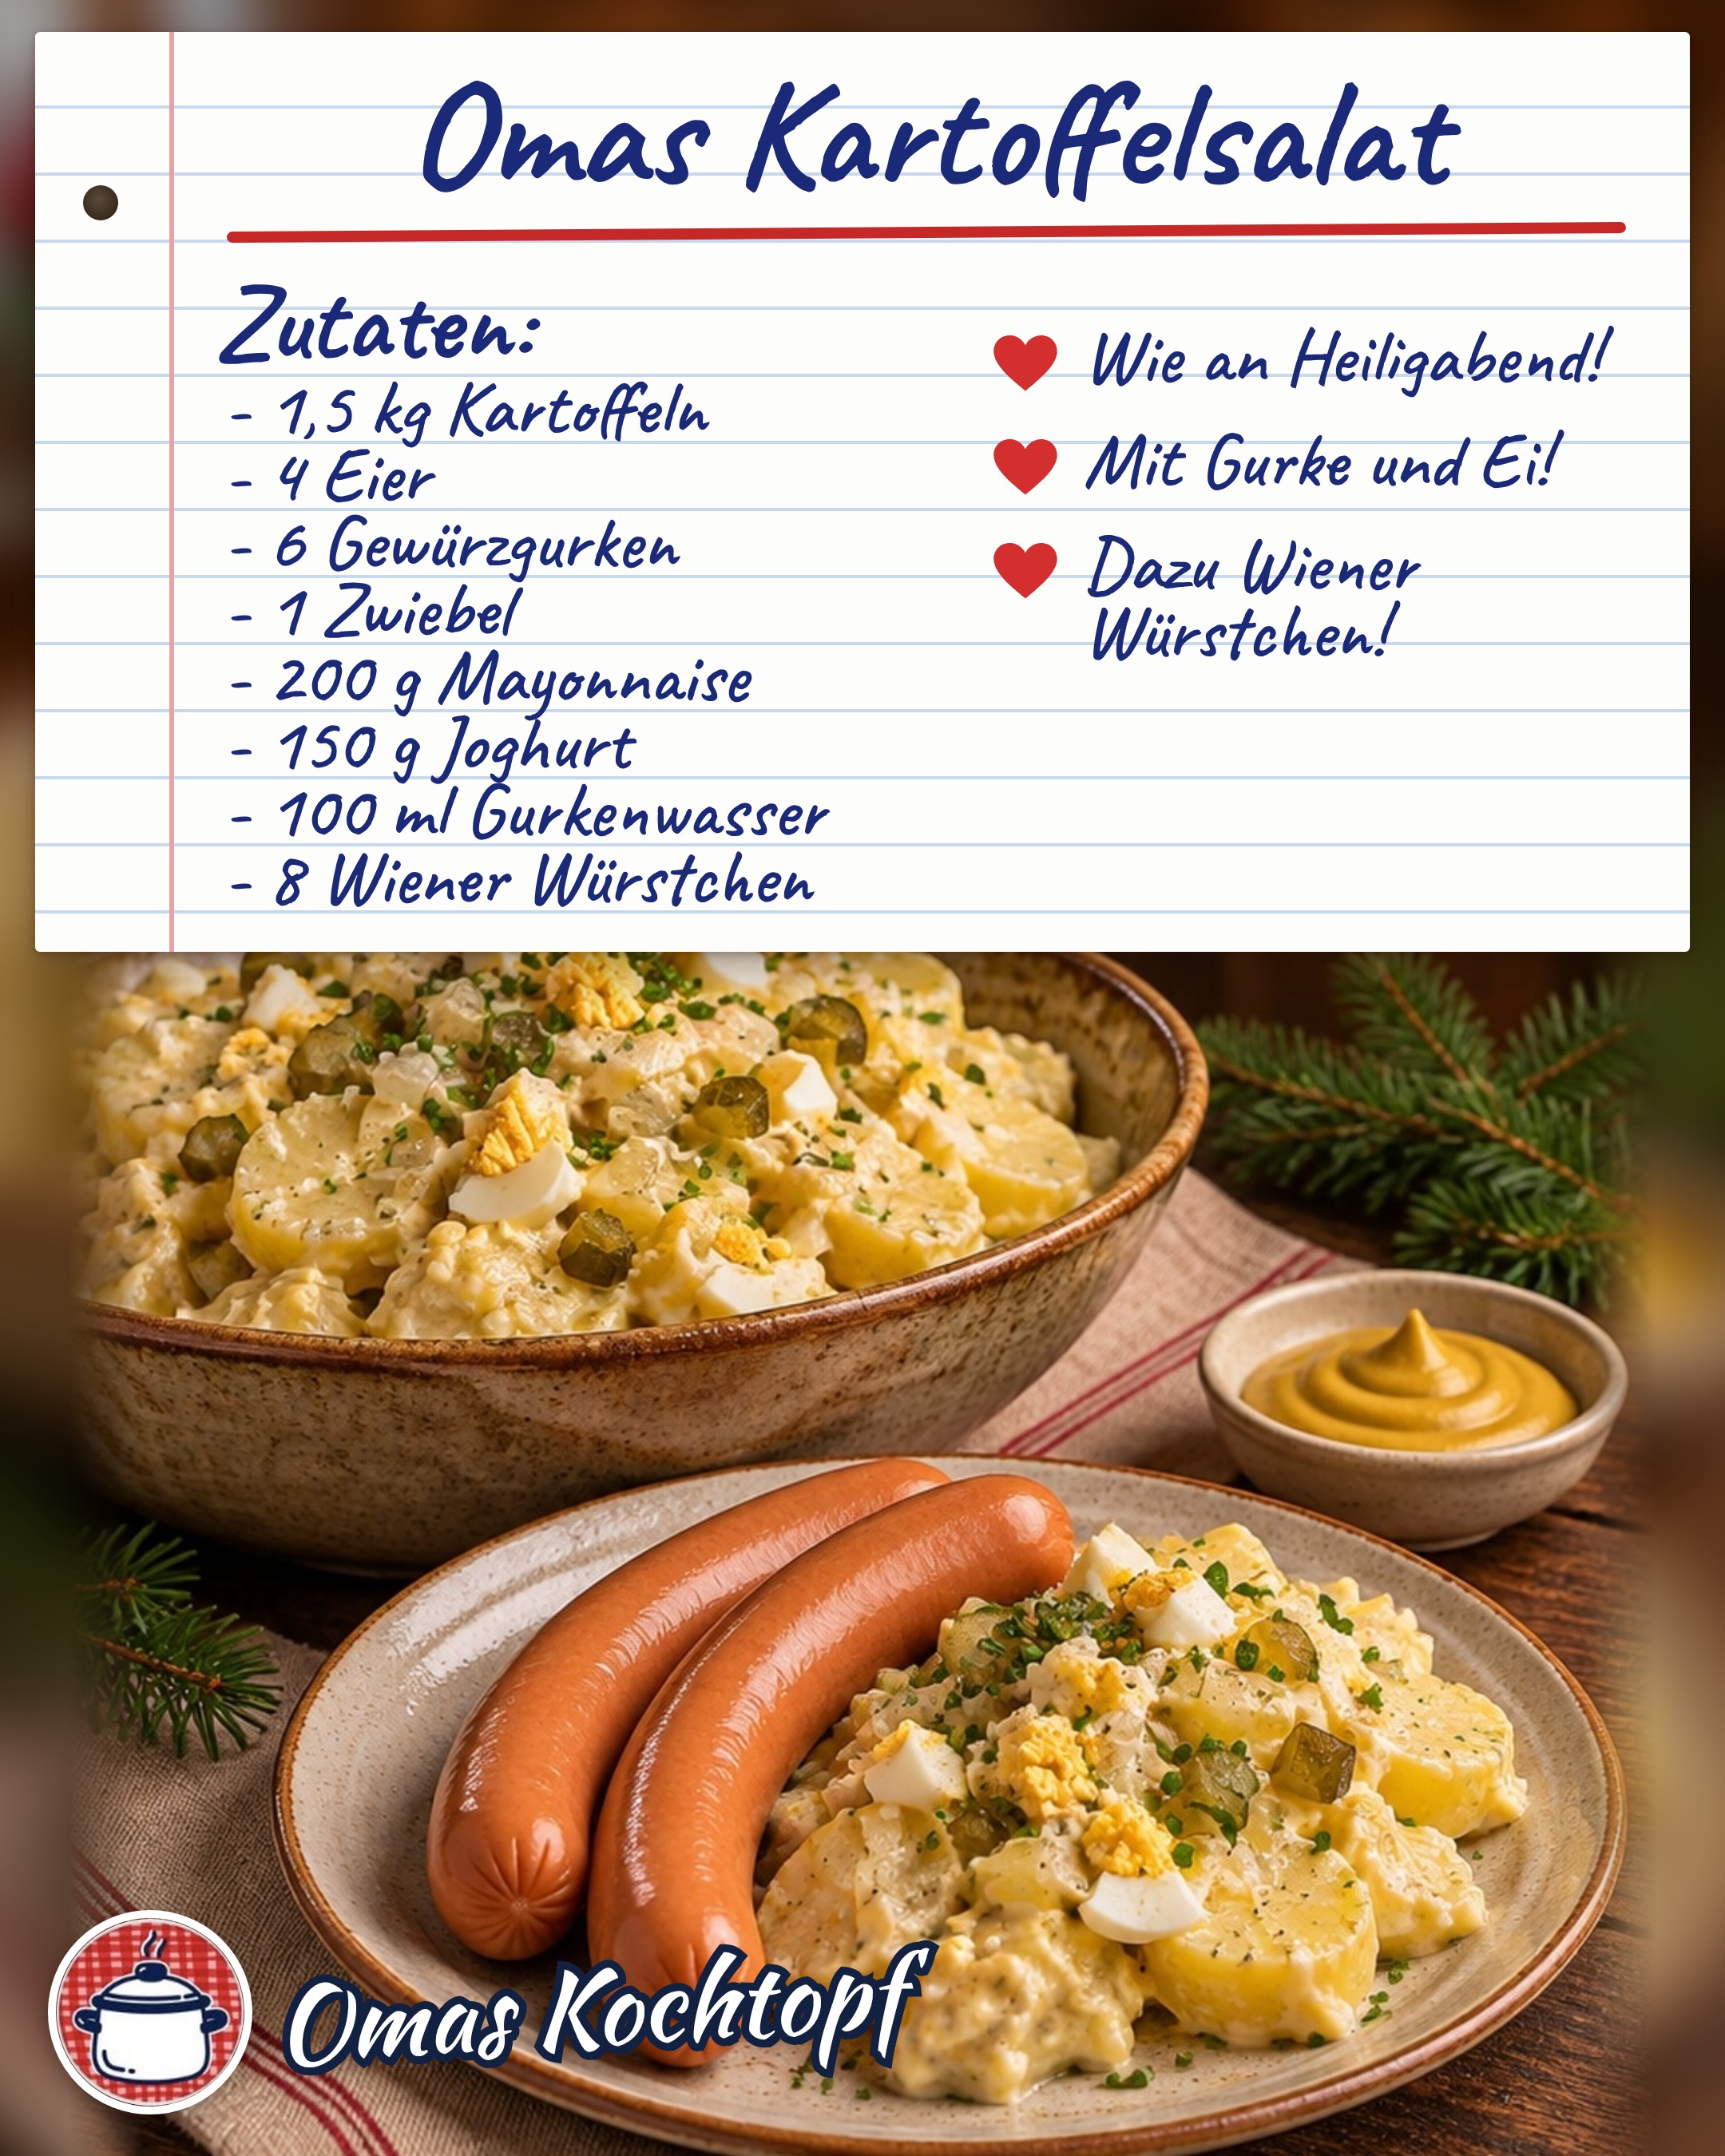 Omas Kartoffelsalat
Zutaten:
- 1,5 kg Kartoffeln
- 4 Eier
- 6 Gewürzgurken
- 1 Zwiebel
- 200 g Mayonnaise
- 150 g Joghurt
- 100 ml Gurkenwasser
- 8 Wiener Würstchen
Wie an Heiligabend!
Mit Gurke und Ei!
Dazu Wiener
Würstchen!
Omas Kochtopf